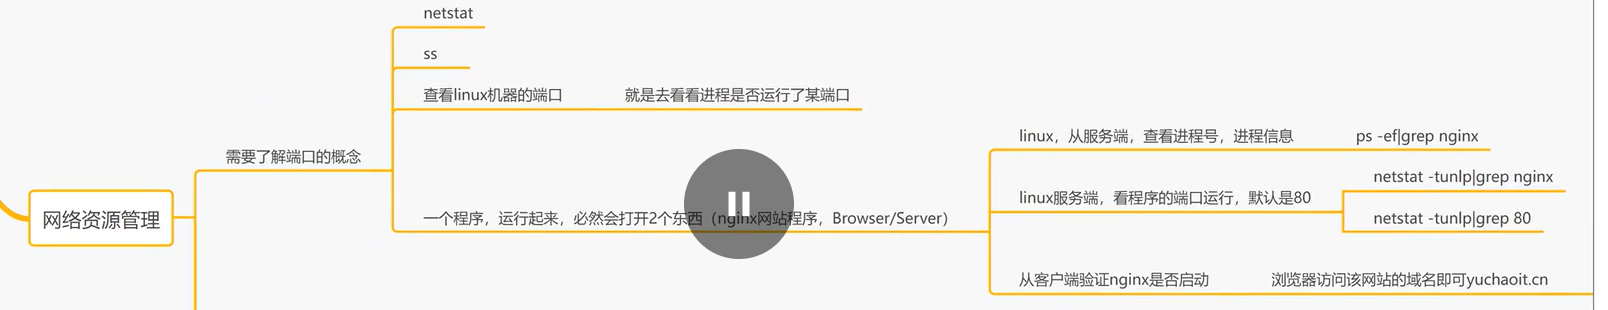 网络资源管理
需要了解端口的概念
netstat
ss
查看linux机器的端口
就是去看看进程是否运行了某端口
一个程序，运行起来，必然会打开2个东西（nginx网站程序，Browser/Server）
linux，从服务端，查看进程号，进程信息
ps -ef|grep nginx
linux服务端，看程序的端口运行，默认是80
netstat -tunlp|grep nginx
netstat -tunlp|grep 80
从客户端验证nginx是否启动
浏览器访问该网站的域名即可yuchaoit.cn